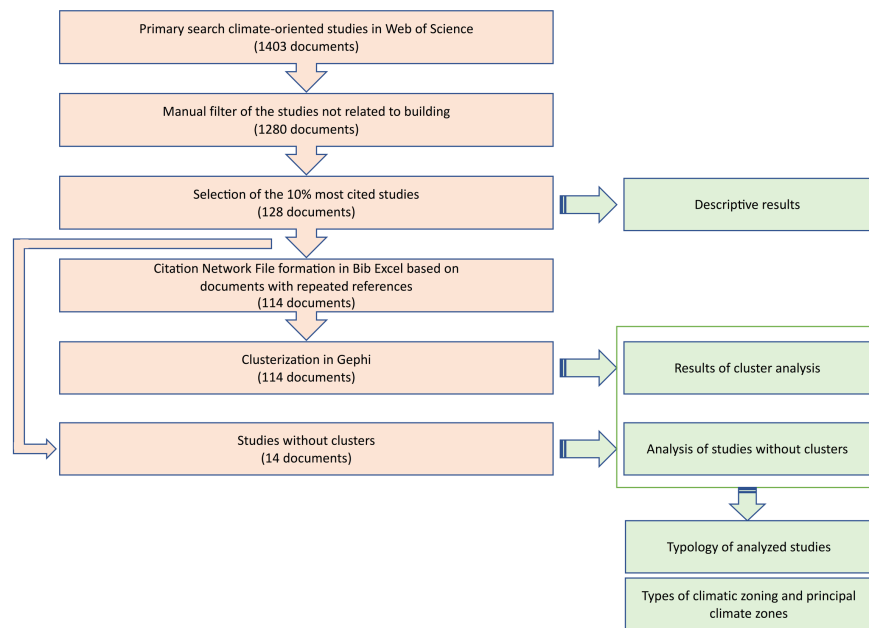 Primary search climate-oriented studies in Web of Science
(1403 documents)
Manual filter of the studies not related to building
(1280 documents)
Selection of the 10% most cited studies
(128 documents)
Descriptive results
Citation Network File formation in Bib Excel based on
documents with repeated references
(114 documents)
Clusterization in Gephi
(114 documents)
Results of cluster analysis
Studies without clusters
(14 documents)
Analysis of studies without clusters
Typology of analyzed studies
Types of climatic zoning and principal
climate zones